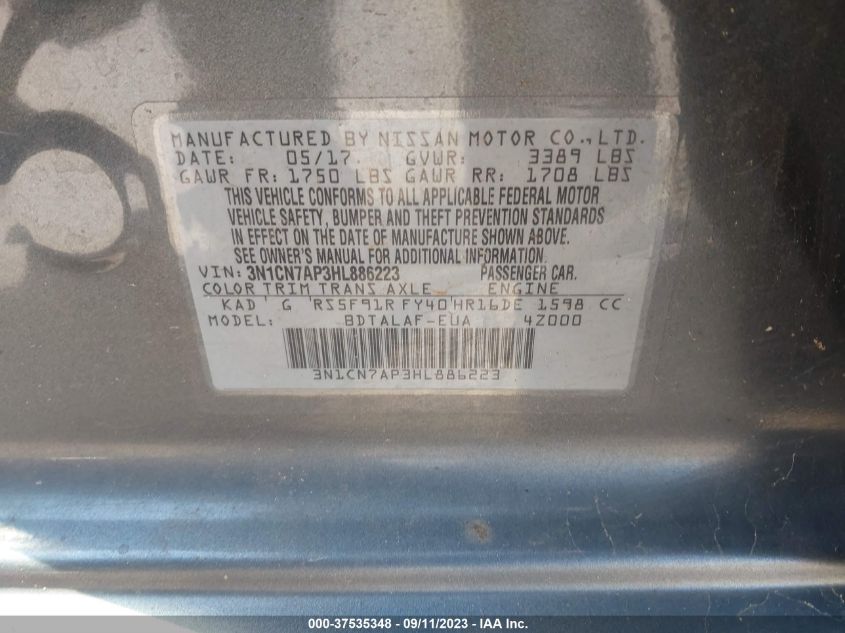 MANUFACTURED BY NISSAN MOTOR CO., LTD.
DATE: 05/17 GVWR: 3389 LBS
GAWR FR: 1750 LBS GAWR RR: 1708 LBS
THIS VEHICLE CONFORMS TO ALL APPLICABLE FEDERAL MOTOR
VEHICLE SAFETY, BUMPER AND THEFT PREVENTION STANDARDS
IN EFFECT ON THE DATE OF MANUFACTURE SHOWN ABOVE.
SEE OWNER'S MANUAL FOR ADDITIONAL INFORMATION.
VIN: 3N1CN7AP3HL886223 PASSENGER CAR.
COLOR TRIM TRANS AXLE ENGINE
KAD G RS5F91R FY40 HR16DE 1598 CC
MODEL: BDTALAF-EUA 4Z000
3N1CN7AP3HL886223
000-37535348 - 09/11/2023 - IAA Inc.